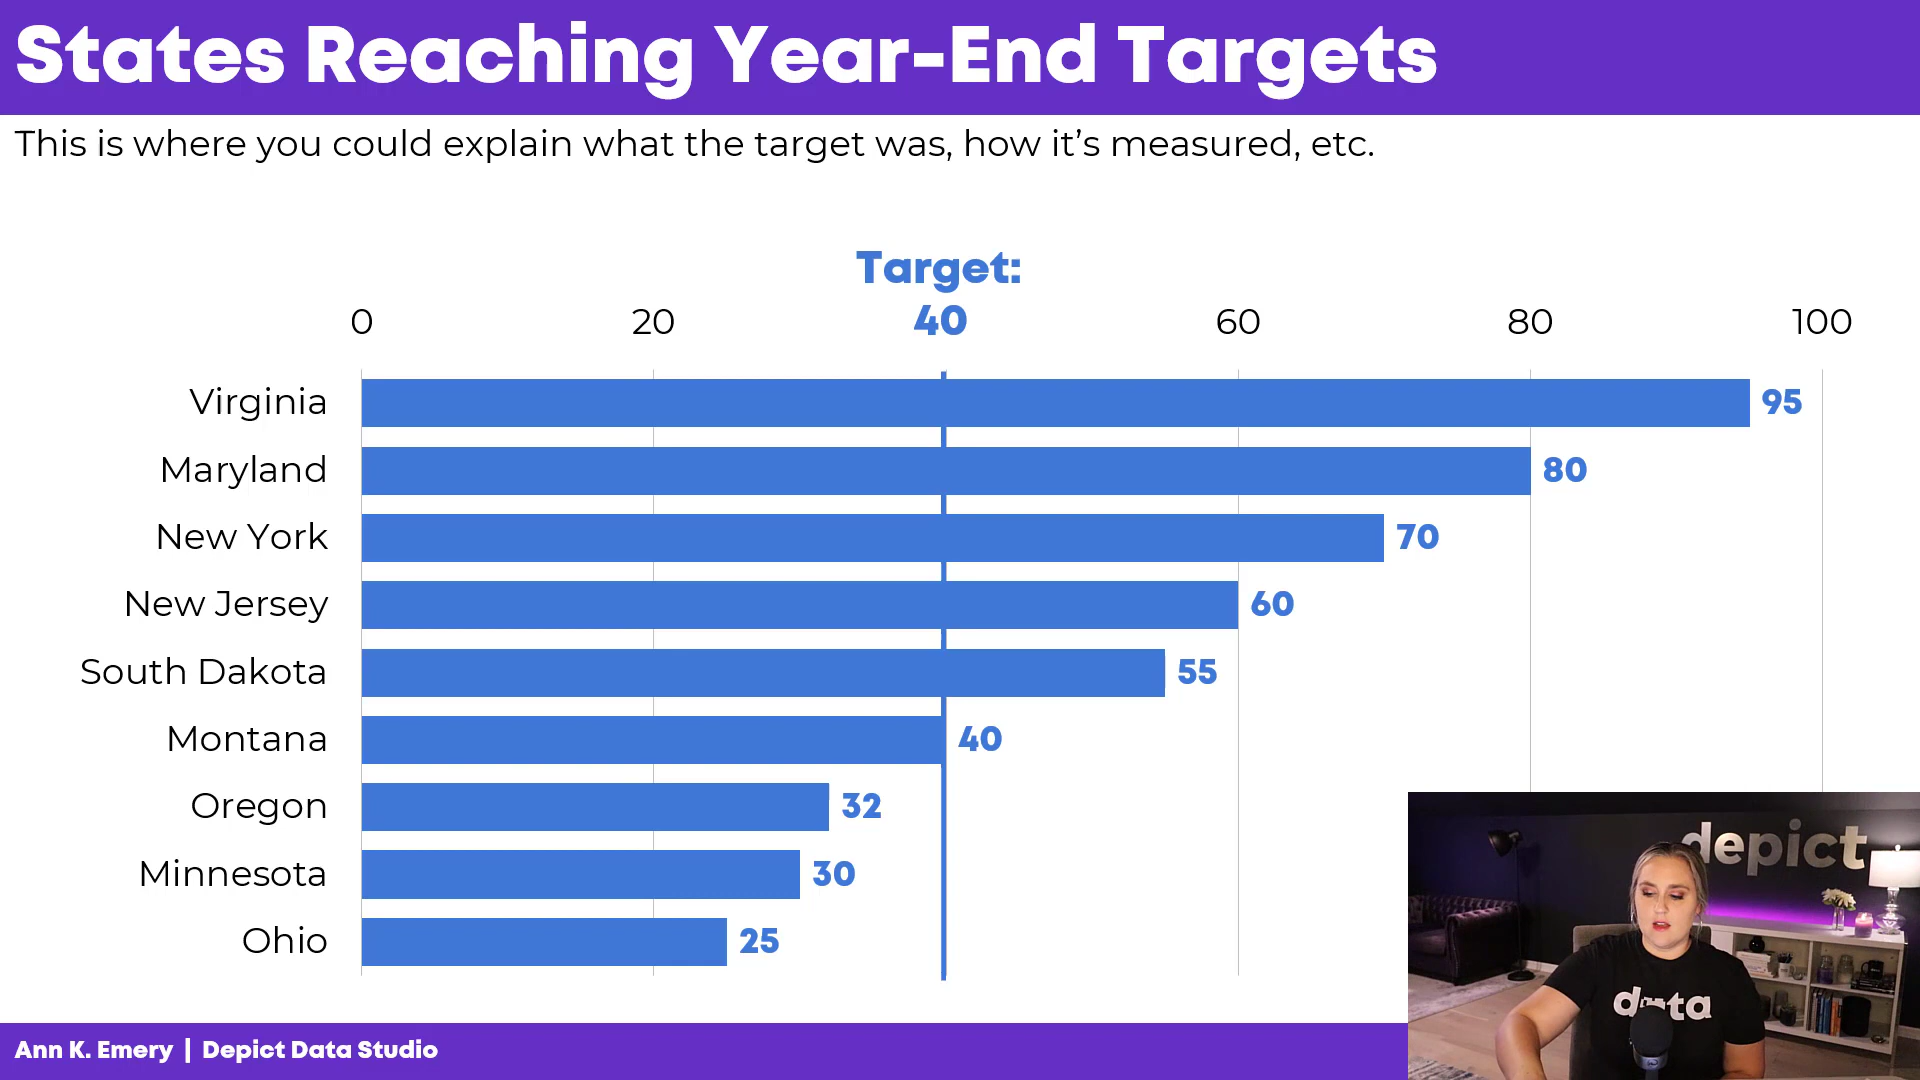 States Reaching Year-End Targets
This is where you could explain what the target was, how it’s measured, etc.
Target:
0 20 40 60 80 100
Virginia 95
Maryland 80
New York 70
New Jersey 60
South Dakota 55
Montana 40
Oregon 32
Minnesota 30
Ohio 25
depict
data
Ann K. Emery | Depict Data Studio